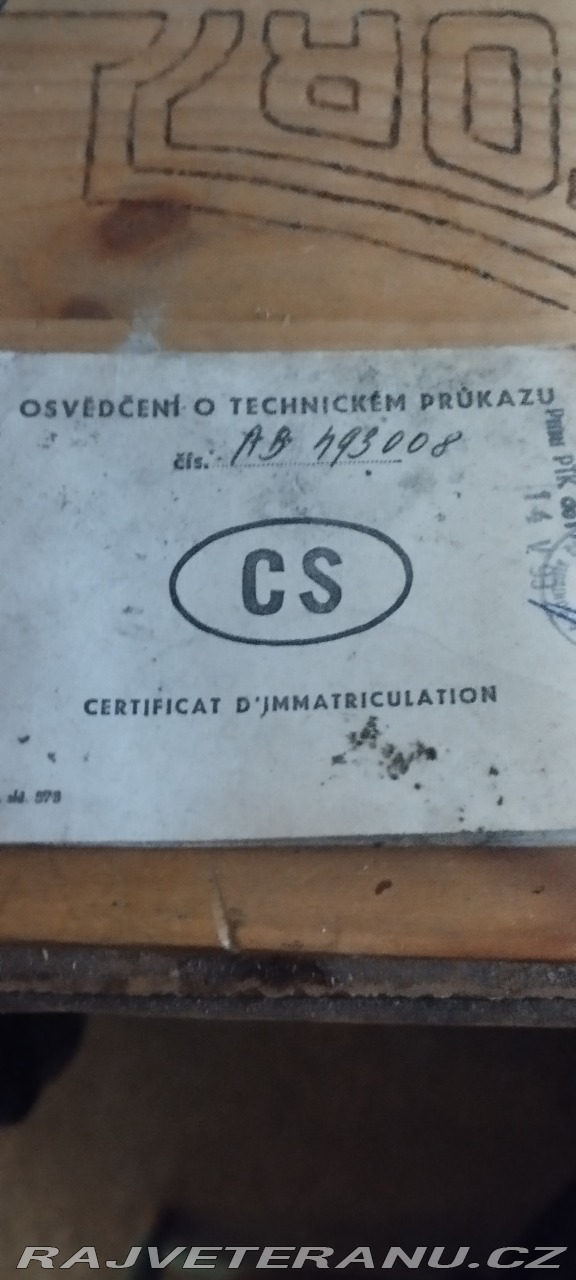 OSVĚDČENÍ O TECHNICKÉM PRŮKAZU
čís. AB 493008
CS
CERTIFICAT D'JMMATRICULATION
RAJVETERANU.CZ